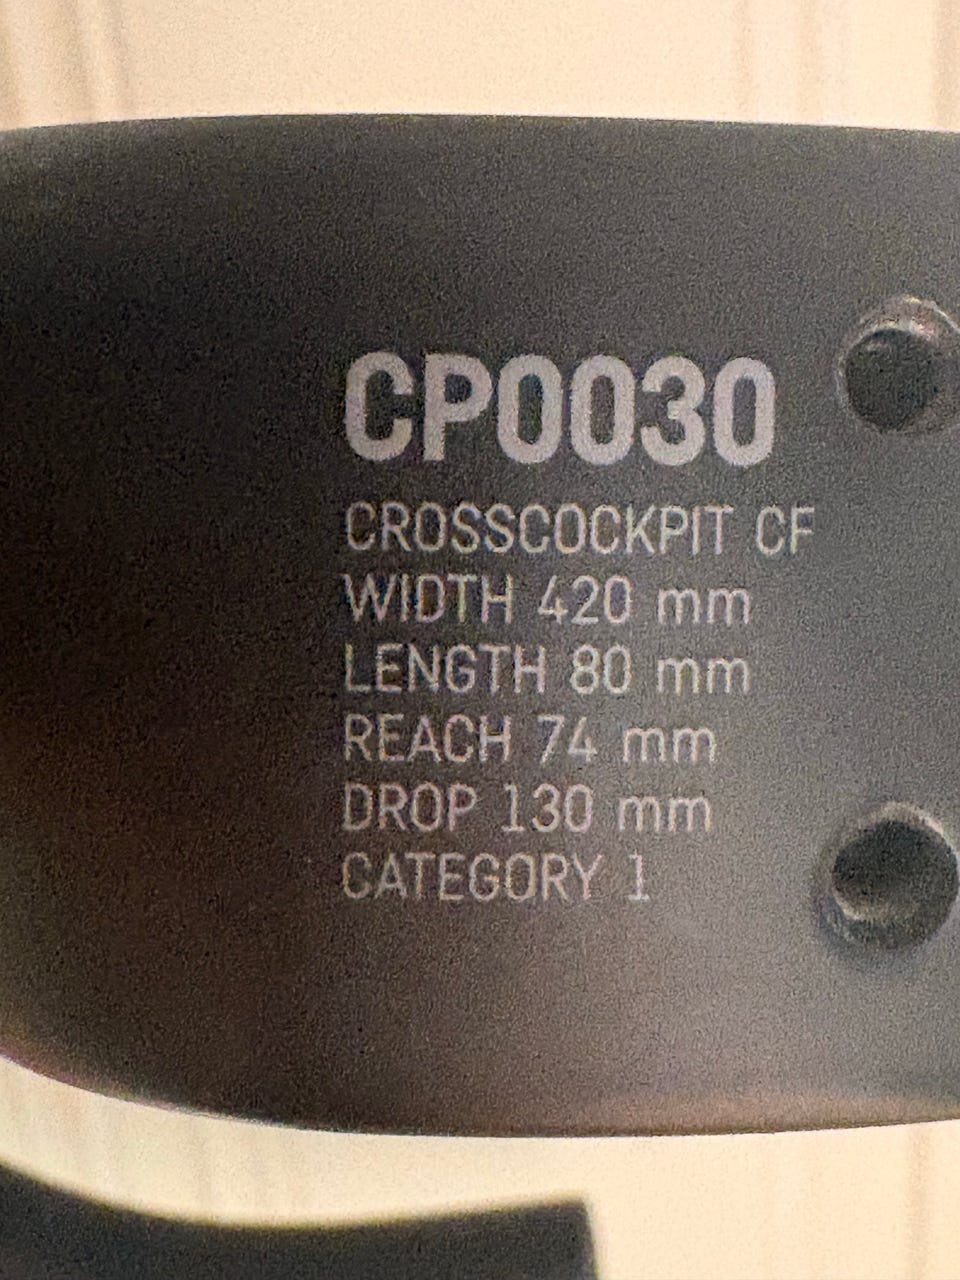 CP0030
CROSSCOCKPIT CF
WIDTH 420 mm
LENGTH 80 mm
REACH 74 mm
DROP 130 mm
CATEGORY 1